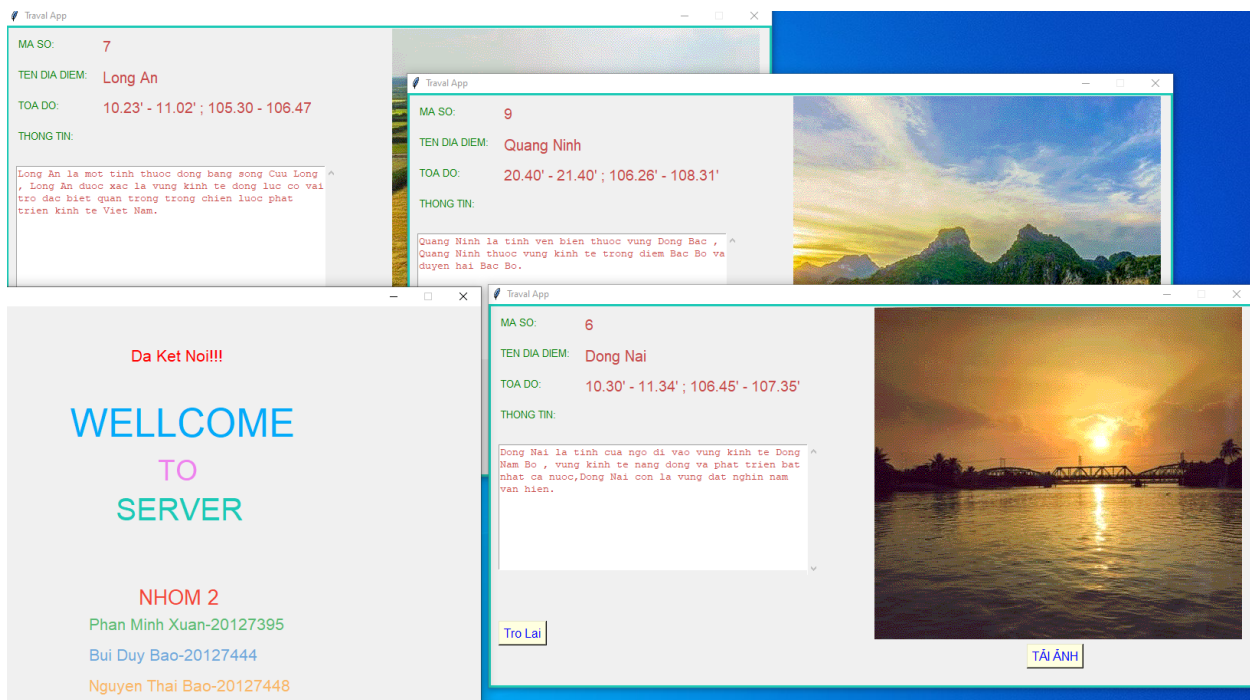 Traval App
MA SO:
7
TEN DIA DIEM:
Long An
TOA DO:
10.23' - 11.02' ; 105.30 - 106.47
THONG TIN:
Long An la mot tinh thuoc dong bang song Cuu Long
, Long An duoc xac la vung kinh te dong luc co vai
tro dac biet quan trong trong chien luoc phat
trien kinh te Viet Nam.
Traval App
MA SO:
9
TEN DIA DIEM:
Quang Ninh
TOA DO:
20.40' - 21.40' ; 106.26' - 108.31'
THONG TIN:
Quang Ninh la tinh ven bien thuoc vung Dong Bac ,
Quang Ninh thuoc vung kinh te trong diem Bac Bo va
duyen hai Bac Bo.
Da Ket Noi!!!
WELLCOME
TO
SERVER
NHOM 2
Phan Minh Xuan-20127395
Bui Duy Bao-20127444
Nguyen Thai Bao-20127448
Traval App
MA SO:
6
TEN DIA DIEM:
Dong Nai
TOA DO:
10.30' - 11.34' ; 106.45' - 107.35'
THONG TIN:
Dong Nai la tinh cua ngo di vao vung kinh te Dong
Nam Bo , vung kinh te nang dong va phat trien bat
nhat ca nuoc,Dong Nai con la vung dat nghin nam
van hien.
Tro Lai
TẢI ẢNH